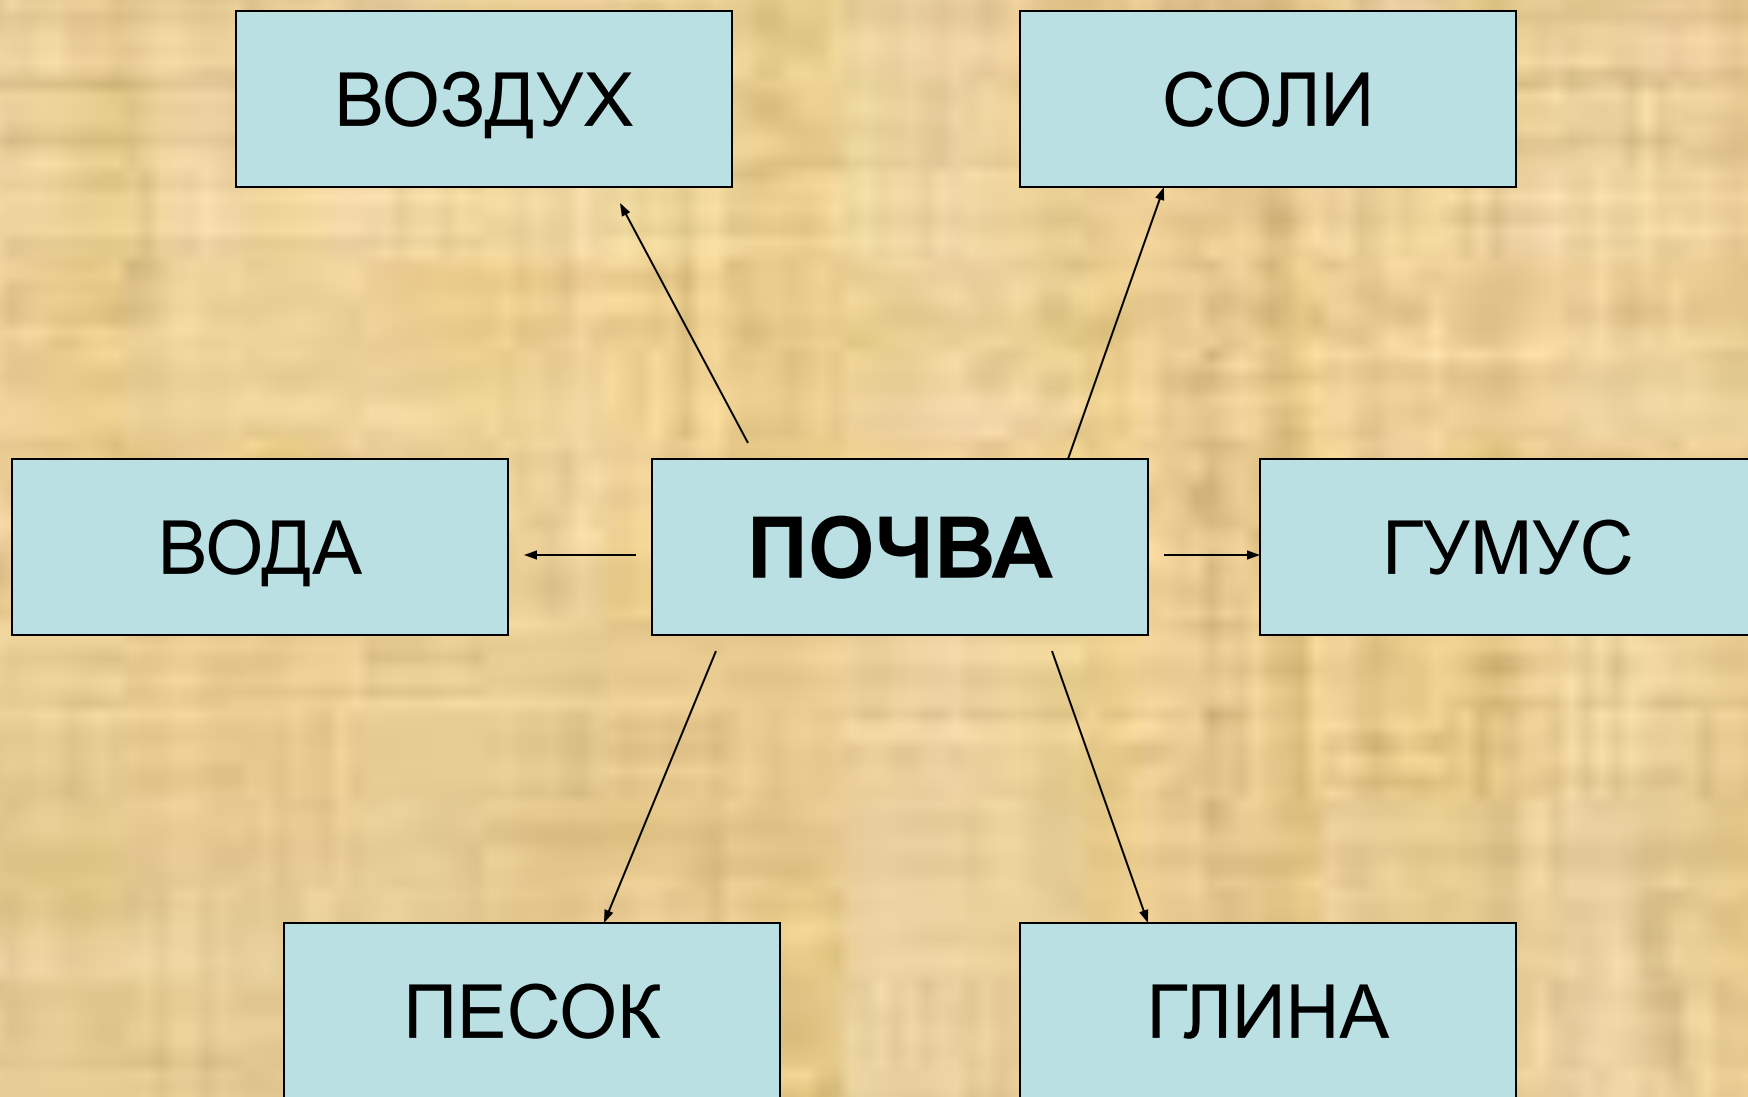 ВОЗДУХ
СОЛИ
ВОДА
ПОЧВА
ГУМУС
ПЕСОК
ГЛИНА